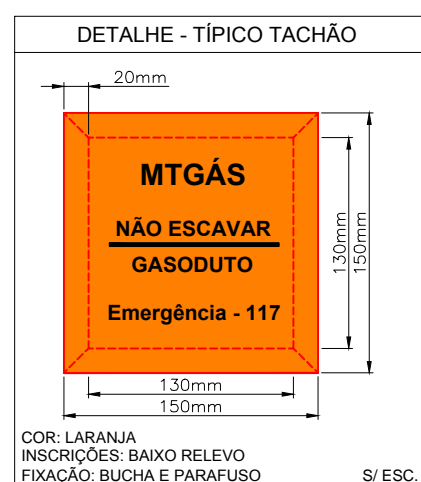 DETALHE - TÍPICO TACHÃO
20mm
MTGÁS
NÃO ESCAVAR
GASODUTO
Emergência - 117
130mm
150mm
130mm
150mm
COR: LARANJA
INSCRIÇÕES: BAIXO RELEVO
FIXAÇÃO: BUCHA E PARAFUSO S/ ESC.